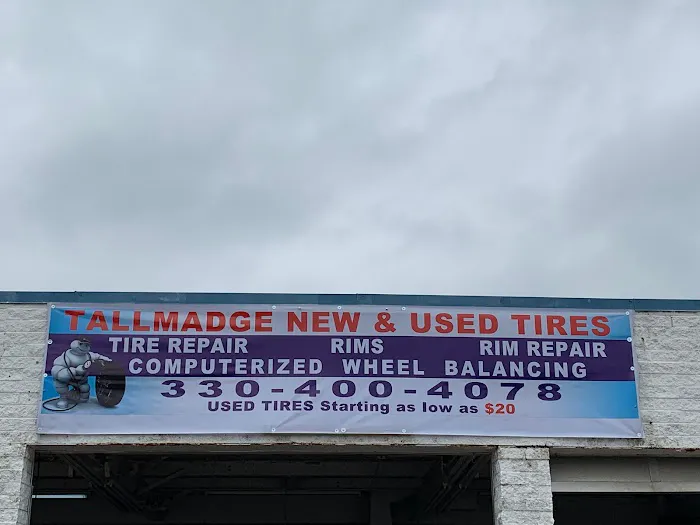 TALLMADGE NEW & USED TIRES
TIRE REPAIR RIMS RIM REPAIR
COMPUTERIZED WHEEL BALANCING
330-400-4078
USED TIRES Starting as low as $20